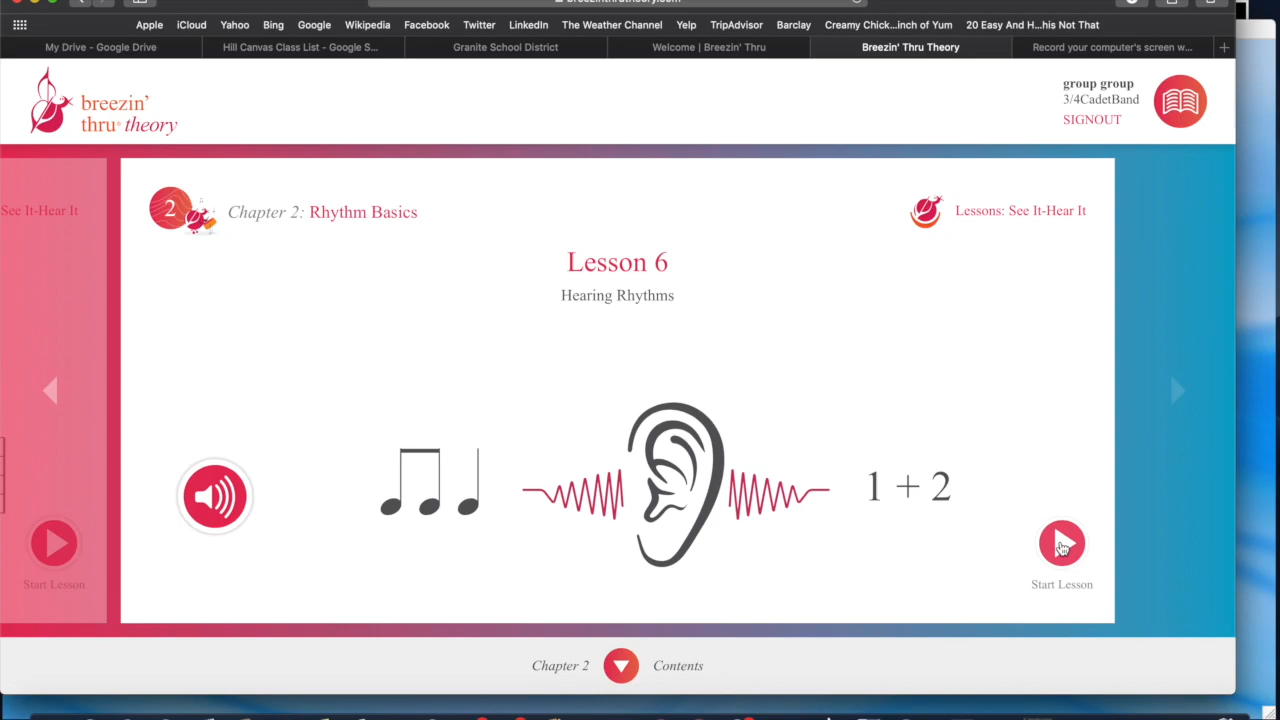 breezinthrutheory.com
Apple iCloud Yahoo Bing Google Wikipedia Facebook Twitter LinkedIn The Weather Channel Yelp TripAdvisor Barclay Creamy Chick...inch of Yum 20 Easy And H...his Not That
My Drive - Google Drive Hill Canvas Class List - Google S... Granite School District Welcome | Breezin' Thru Breezin' Thru Theory Record your computer's screen w...
breezin'
thru® theory
group group
3/4CadetBand
SIGNOUT
See It-Hear It
2 Chapter 2: Rhythm Basics
Lessons: See It-Hear It
Lesson 6
Hearing Rhythms
1 + 2
Start Lesson
Start Lesson
Chapter 2 Contents